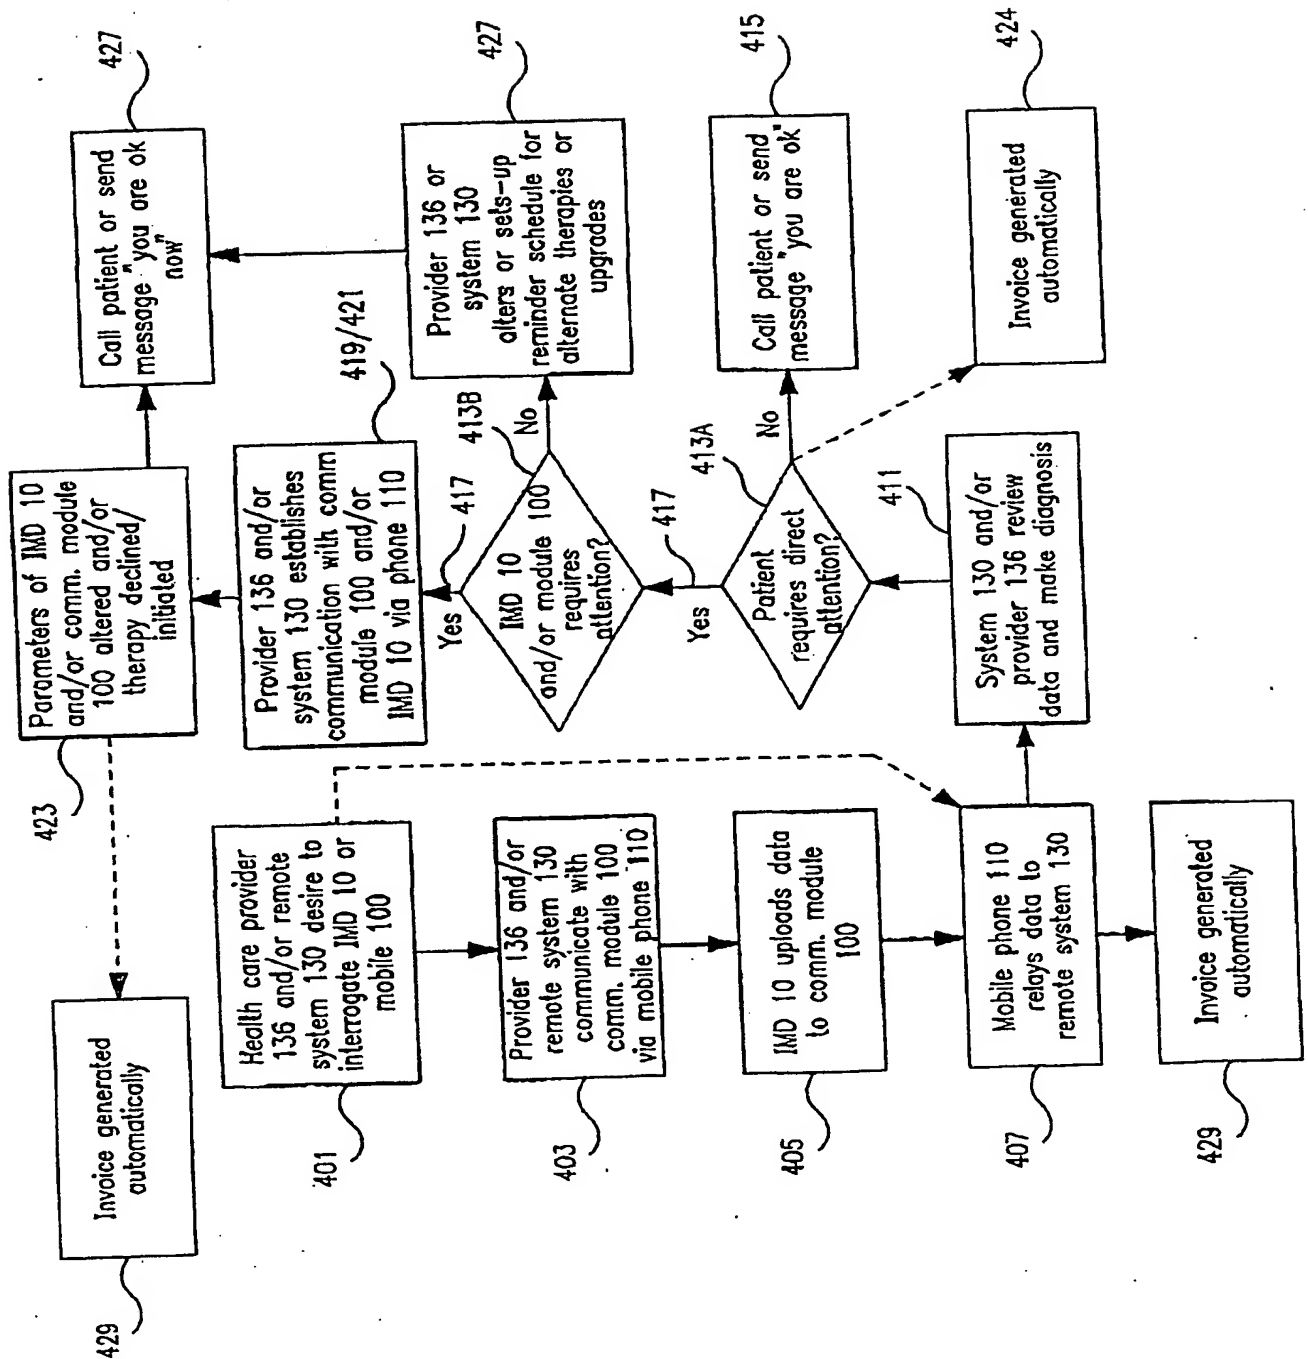 427
Call patient or send
message "you are ok
now"
427
Provider 136 or
system 130
alters or sets-up
reminder schedule for
alternate therapies or
upgrades
415
Call patient or send
message "you are ok"
424
Invoice generated
automatically
Parameters of IMD 10
and/or comm. module
100 altered and/or
therapy declined/
initiated
423
419/421
Provider 136 and/or
system 130 establishes
communication with comm
module 100 and/or
IMD 10 via phone 110
Yes
417
413B
IMD 10
and/or module 100
requires
attention?
No
Yes
417
413A
Patient
requires direct
attention?
No
411
System 130 and/or
provider 136 review
data and make diagnosis
Health care provider
136 and/or remote
system 130 desire to
interrogate IMD 10 or
mobile 100
401
Provider 136 and/or
remote system 130
communicate with
comm. module 100
via mobile phone 110
403
IMD 10 uploads data
to comm. module
100
405
Mobile phone 110
relays data to
remote system 130
407
Invoice generated
automatically
429
Invoice generated
automatically
429